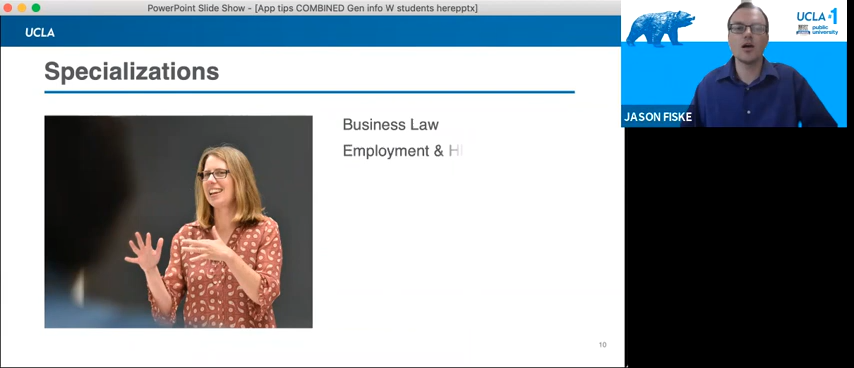 PowerPoint Slide Show - [App tips COMBINED Gen info W students herepptx]
UCLA
Specializations
Business Law
Employment & H
10
UCLA #1
public
university
JASON FISKE